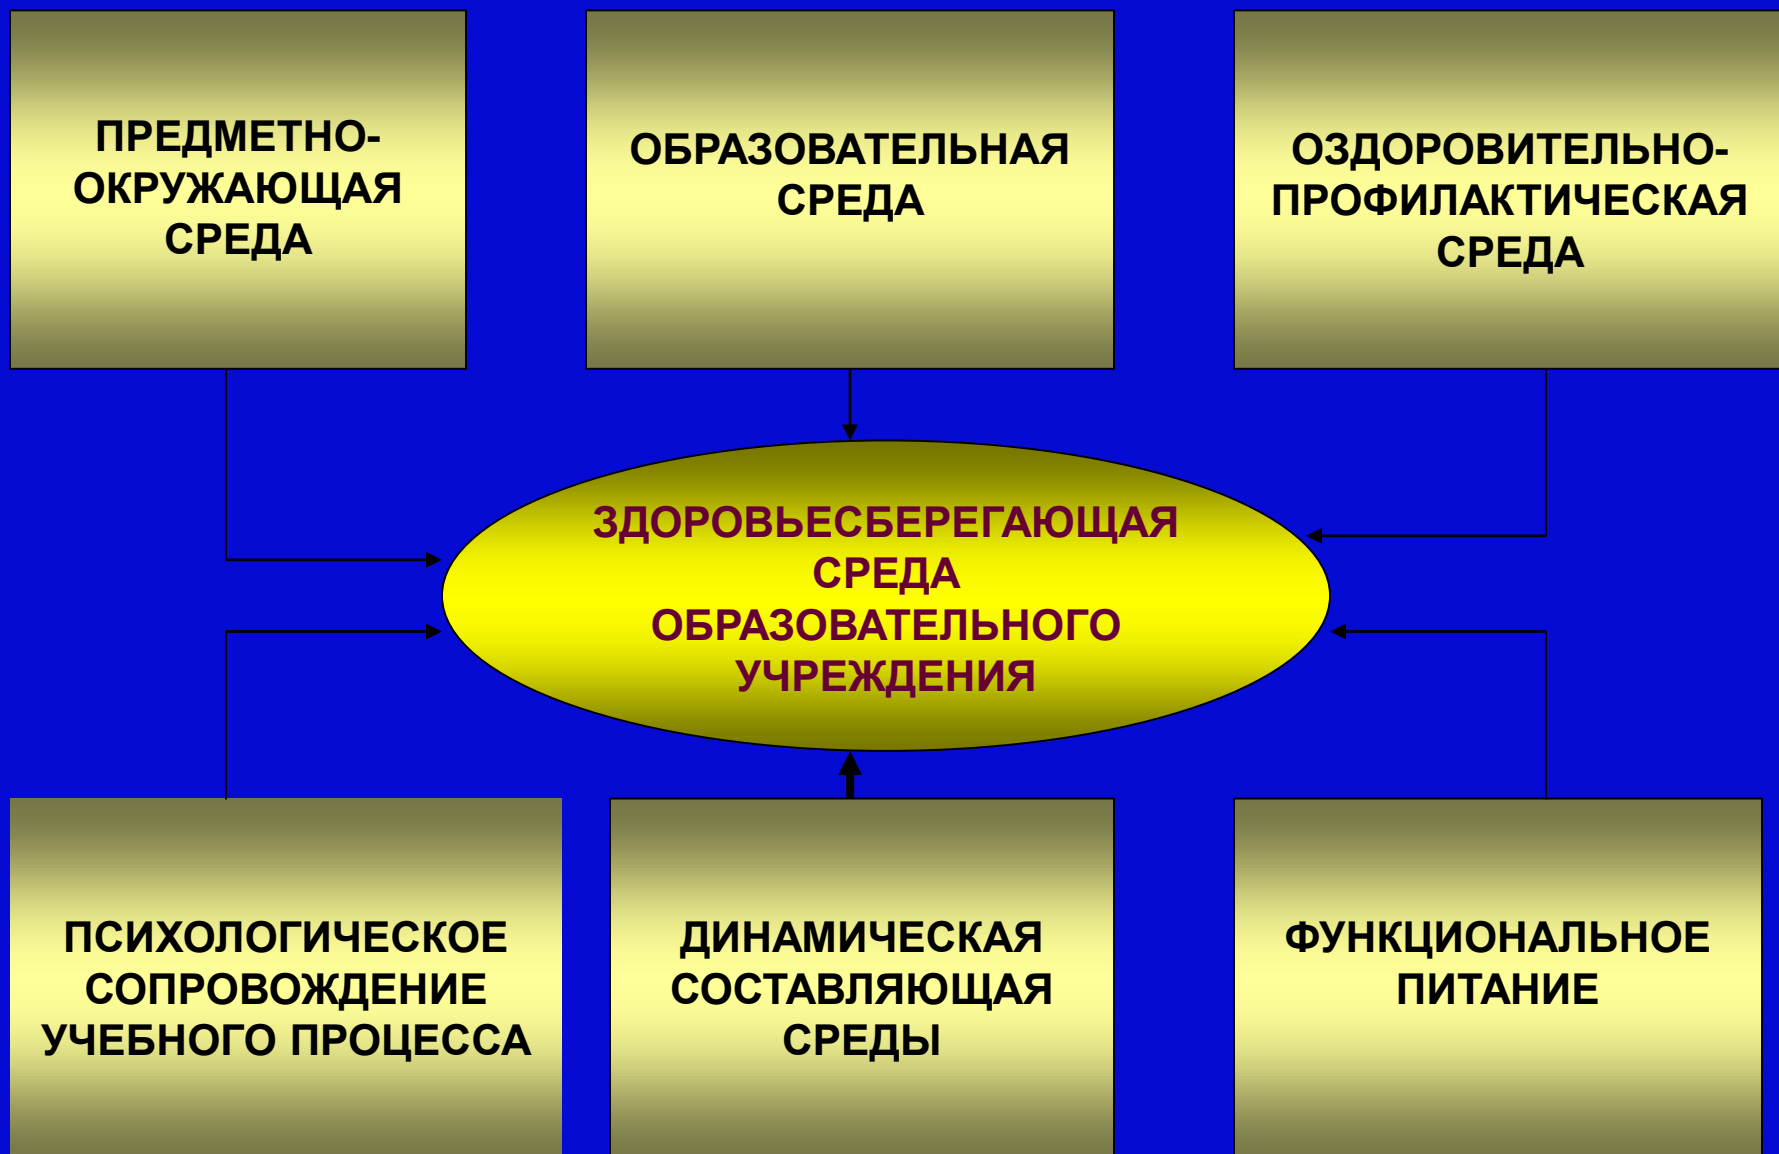 ПРЕДМЕТНО-
ОКРУЖАЮЩАЯ
СРЕДА
ОБРАЗОВАТЕЛЬНАЯ
СРЕДА
ОЗДОРОВИТЕЛЬНО-
ПРОФИЛАКТИЧЕСКАЯ
СРЕДА
ЗДОРОВЬЕСБЕРЕГАЮЩАЯ
СРЕДА
ОБРАЗОВАТЕЛЬНОГО
УЧРЕЖДЕНИЯ
ПСИХОЛОГИЧЕСКОЕ
СОПРОВОЖДЕНИЕ
УЧЕБНОГО ПРОЦЕССА
ДИНАМИЧЕСКАЯ
СОСТАВЛЯЮЩАЯ
СРЕДЫ
ФУНКЦИОНАЛЬНОЕ
ПИТАНИЕ